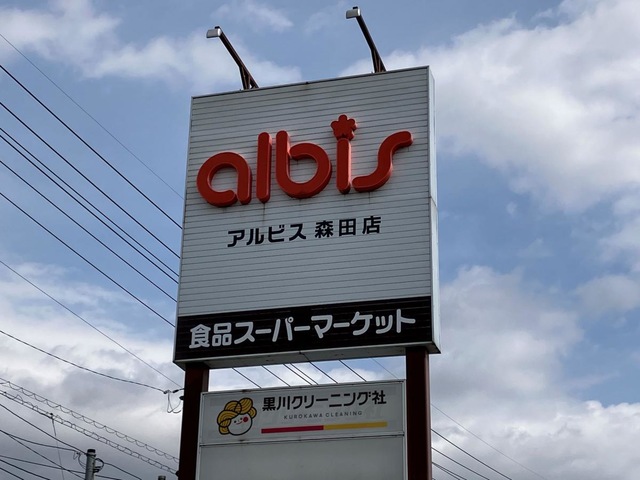 albis
アルビス 森田店
食品スーパーマーケット
黒川クリーニング社
KUROKAWA CLEANING